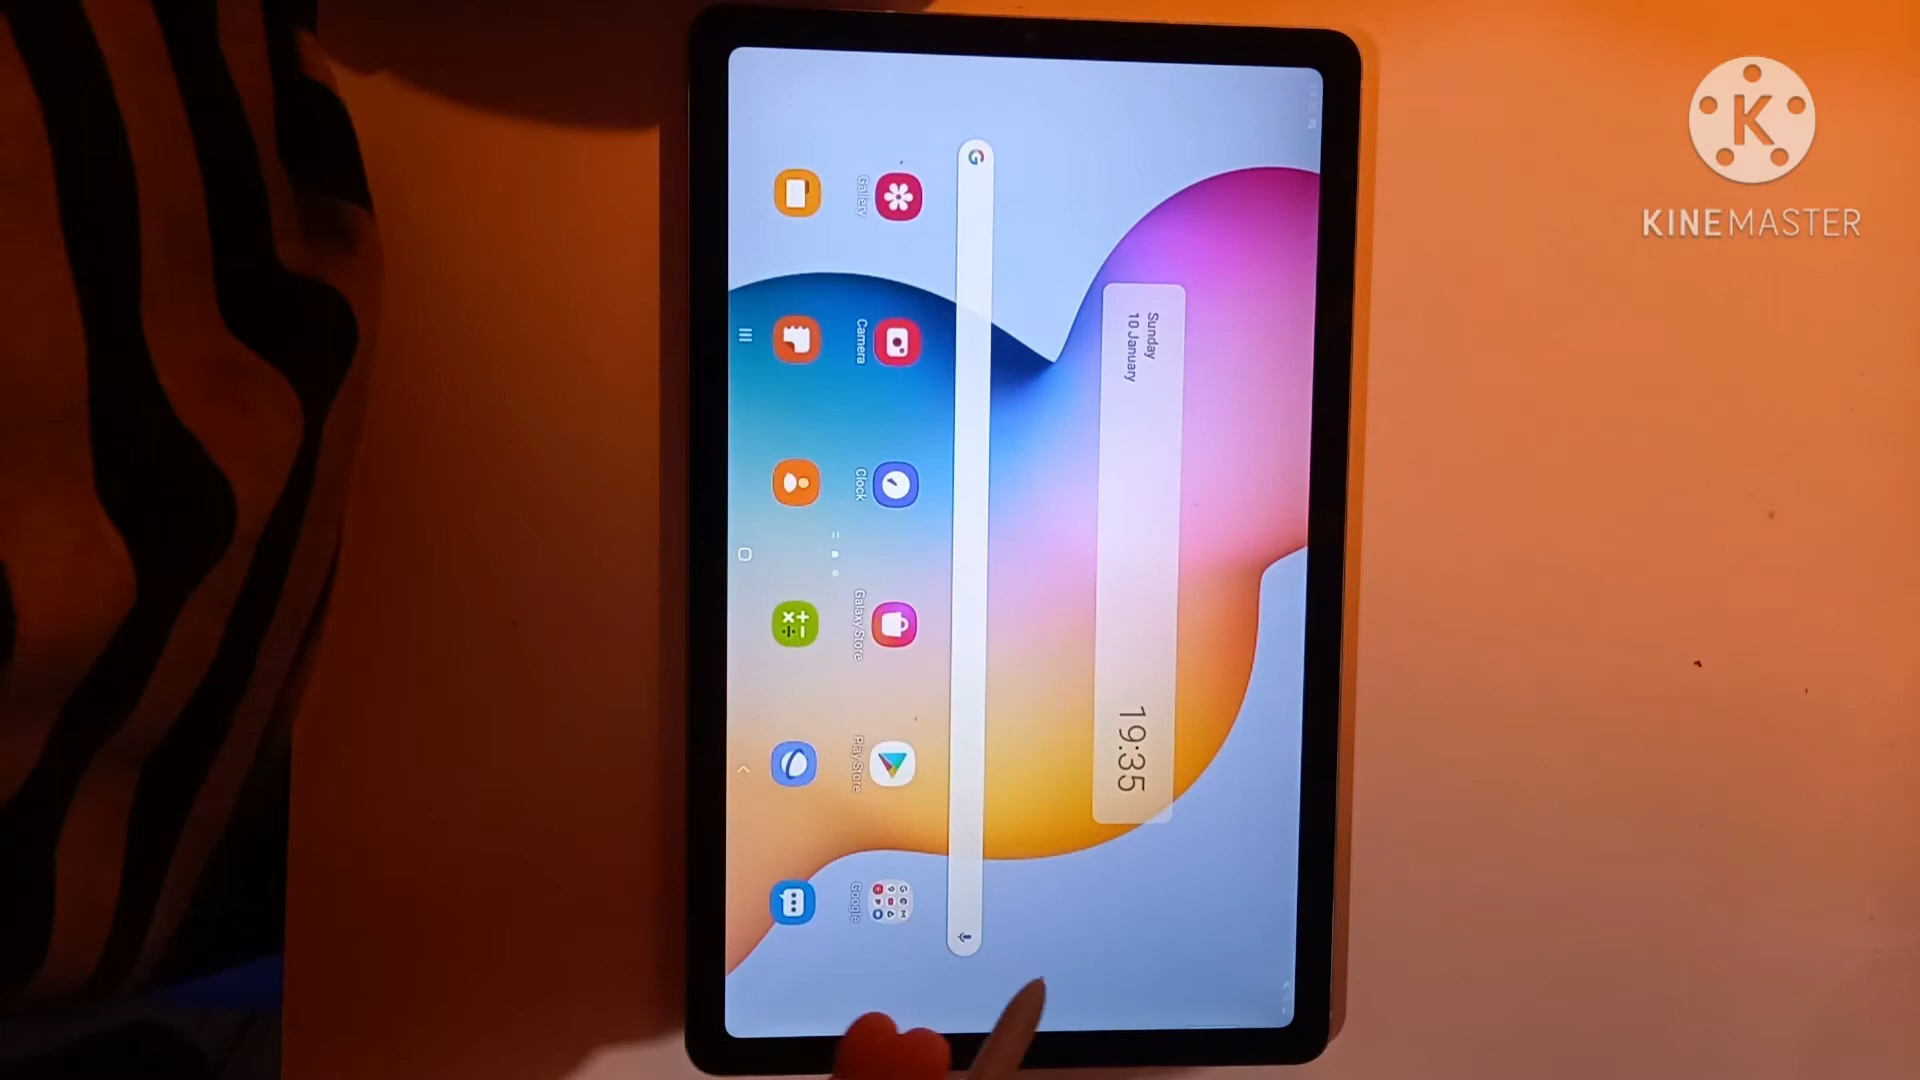 KINEMASTER
Sunday
10 January
19:35
Gallery
Camera
Clock
Galaxy Store
Play Store
Google